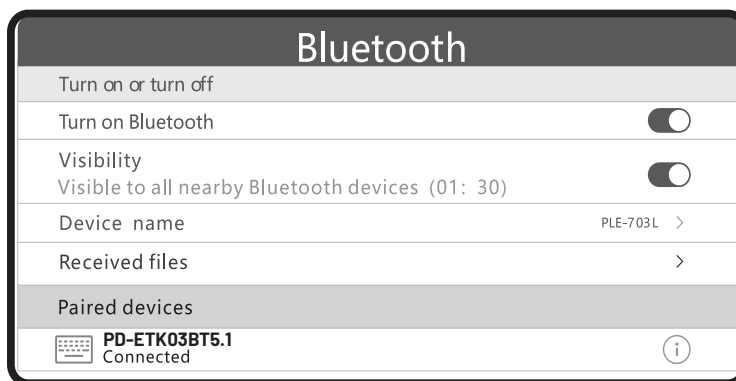 Bluetooth
Turn on or turn off
Turn on Bluetooth
Visibility
Visible to all nearby Bluetooth devices (01: 30)
Device name PLE-703L >
Received files >
Paired devices
PD-ETK03BT5.1
Connected